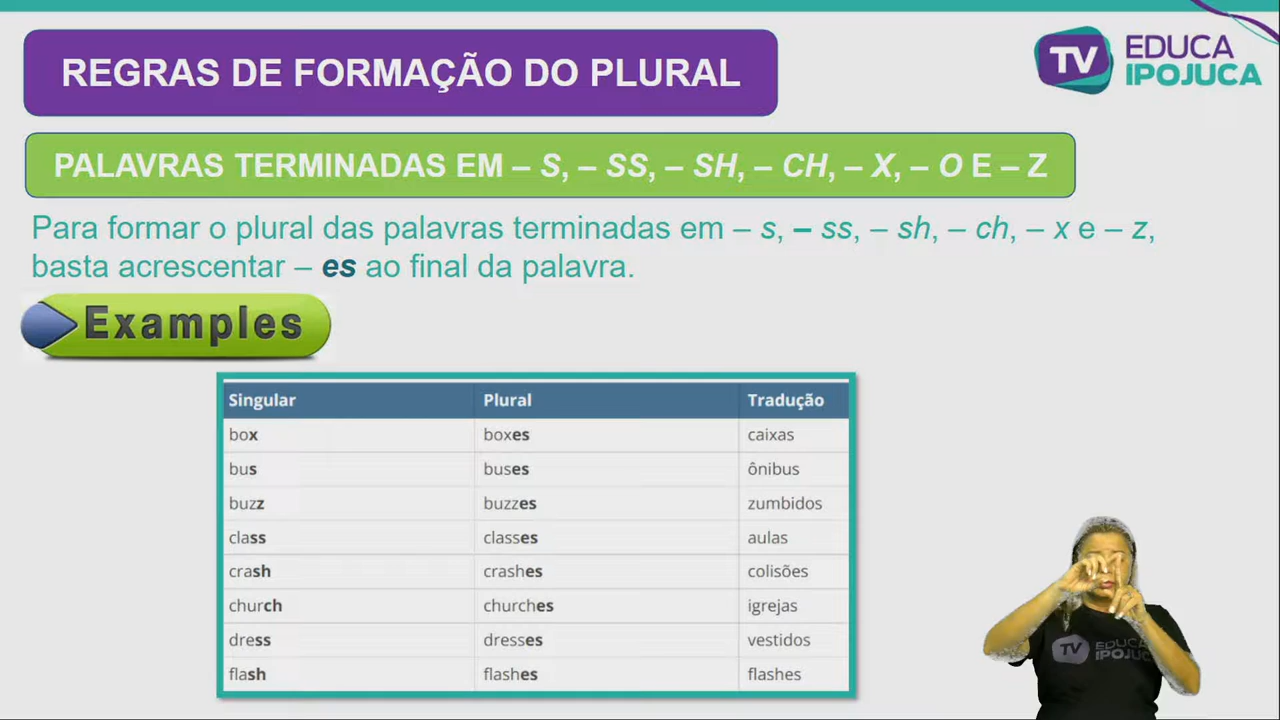 REGRAS DE FORMAÇÃO DO PLURAL
TV EDUCA
IPOJUCA
PALAVRAS TERMINADAS EM – S, – SS, – SH, – CH, – X, – O E – Z
Para formar o plural das palavras terminadas em – s, – ss, – sh, – ch, – x e – z,
basta acrescentar – es ao final da palavra.
Examples
Singular Plural Tradução
box boxes caixas
bus buses ônibus
buzz buzzes zumbidos
class classes aulas
crash crashes colisões
church churches igrejas
dress dresses vestidos
flash flashes flashes
TV EDUCA
IPOJUCA